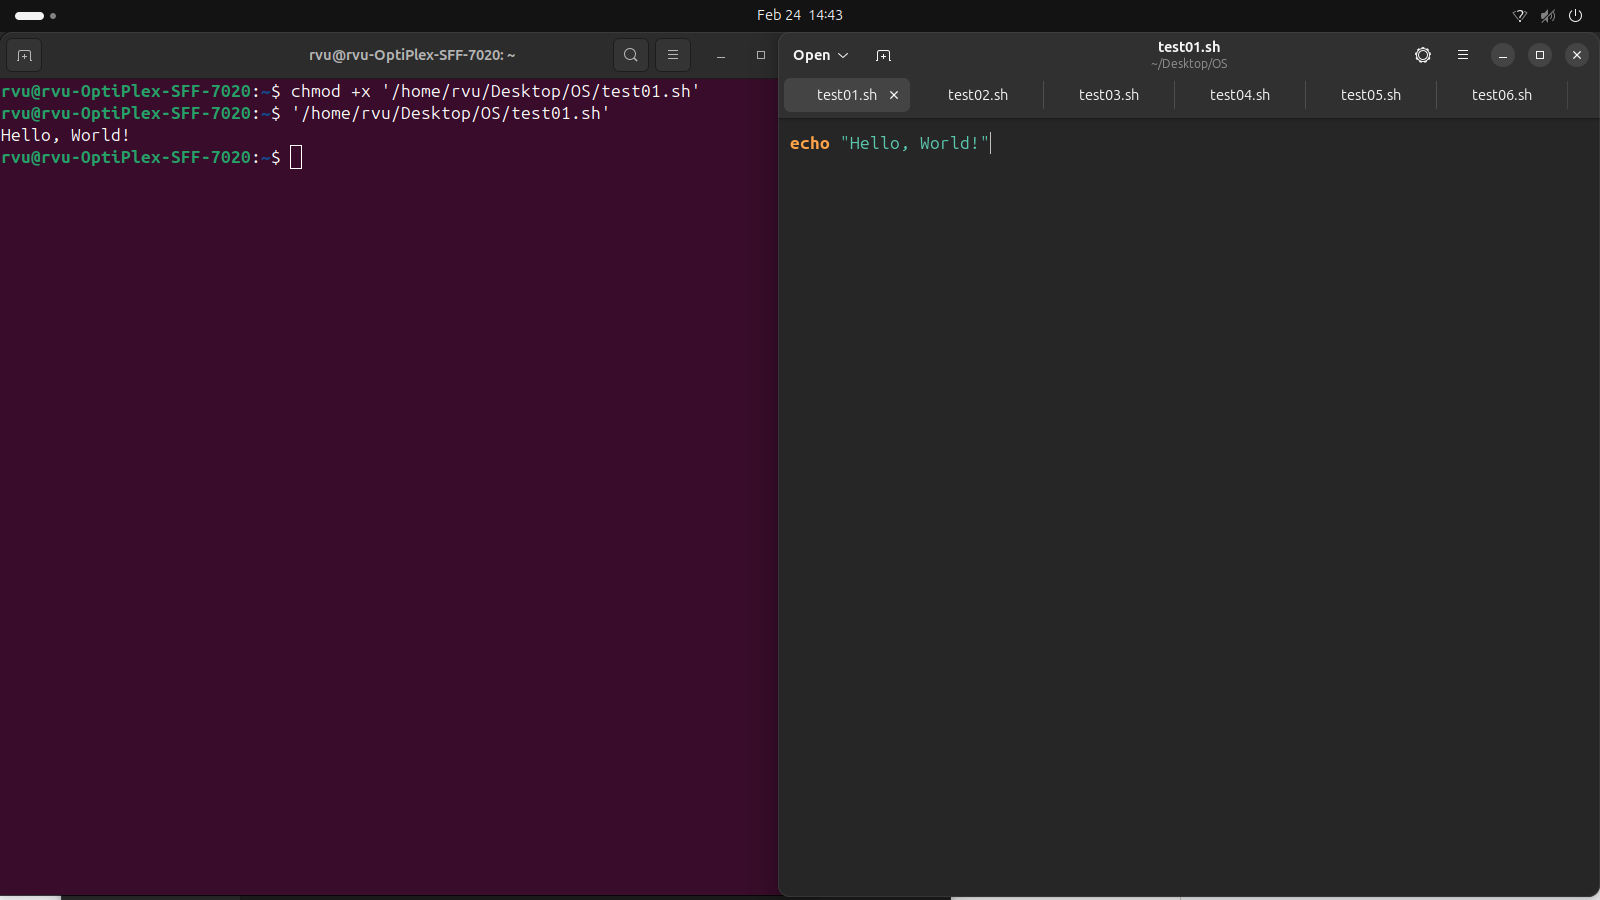 Feb 24 14:43
rvu@rvu-OptiPlex-SFF-7020: ~
rvu@rvu-OptiPlex-SFF-7020:~$ chmod +x '/home/rvu/Desktop/OS/test01.sh'
rvu@rvu-OptiPlex-SFF-7020:~$ '/home/rvu/Desktop/OS/test01.sh'
Hello, World!
rvu@rvu-OptiPlex-SFF-7020:~$
Open
test01.sh
~/Desktop/OS
test01.sh test02.sh test03.sh test04.sh test05.sh test06.sh
echo "Hello, World!"